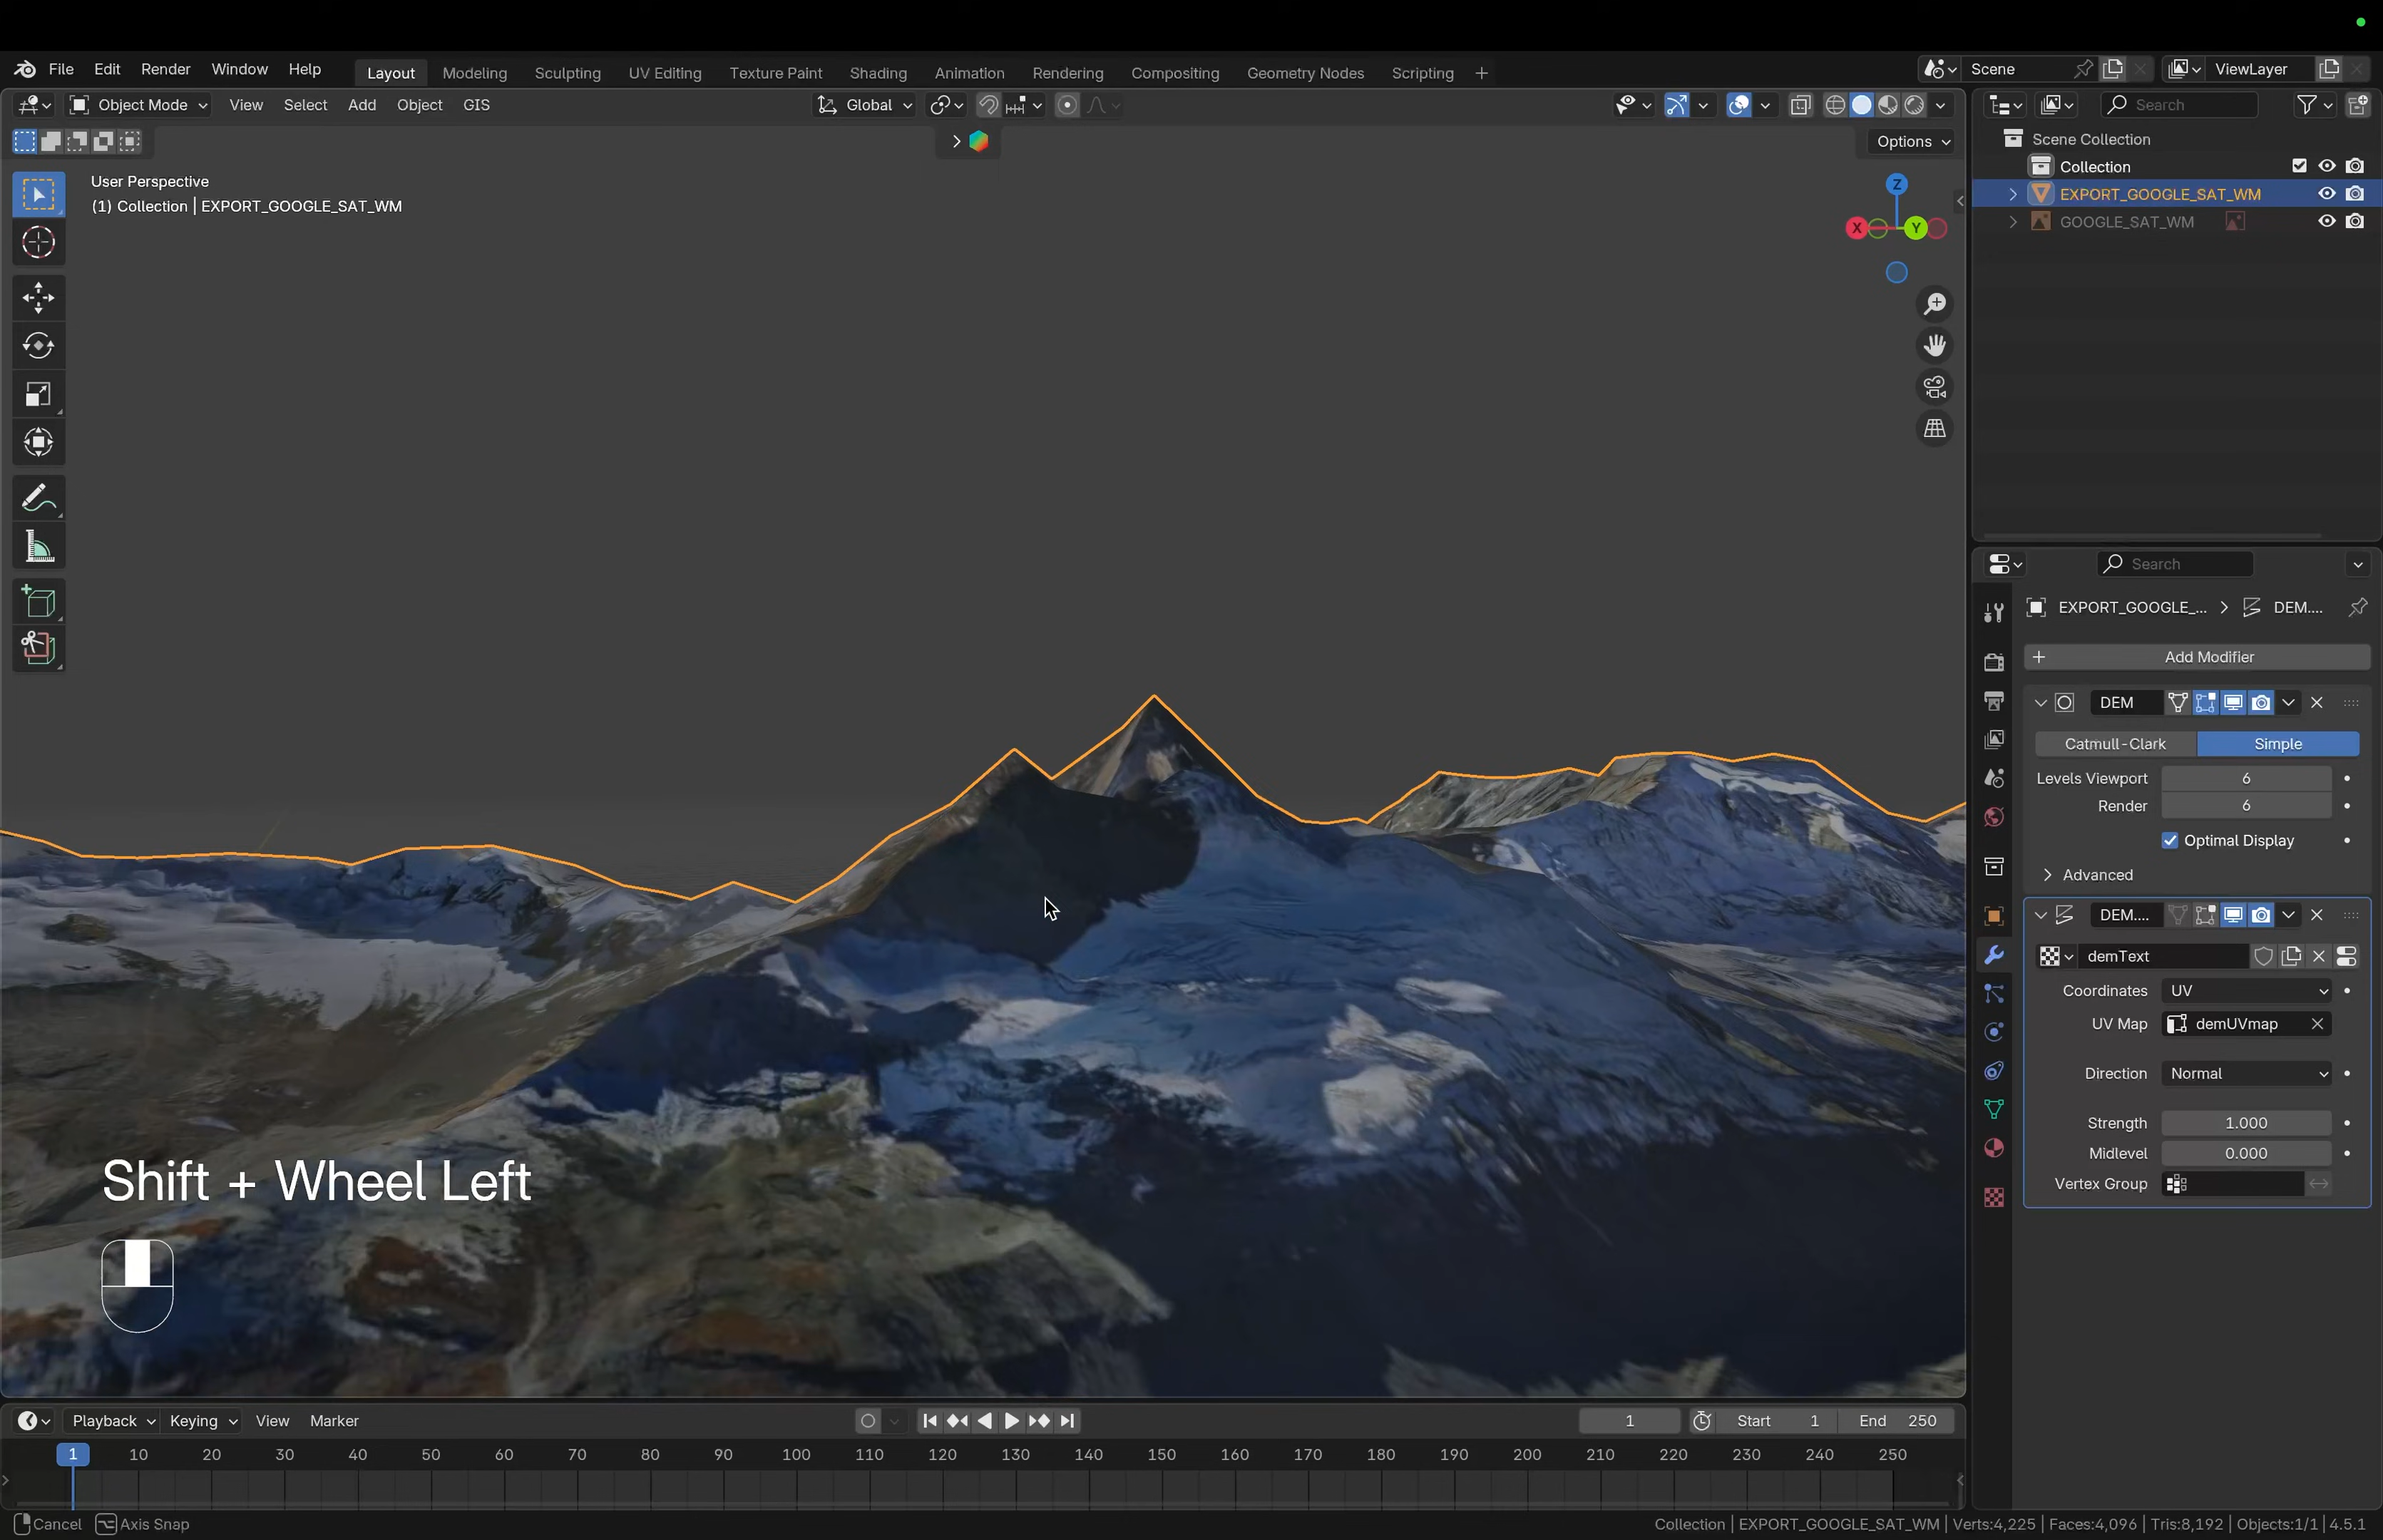 File Edit Render Window Help Layout Modeling Sculpting UV Editing Texture Paint Shading Animation Rendering Compositing Geometry Nodes Scripting + Scene ViewLayer
Object Mode View Select Add Object GIS Global Search
Options
User Perspective
(1) Collection | EXPORT_GOOGLE_SAT_WM
Z
X Y
Scene Collection
Collection
EXPORT_GOOGLE_SAT_WM
GOOGLE_SAT_WM
Search
EXPORT_GOOGLE_... DEM....
Add Modifier
DEM
Catmull-Clark Simple
Levels Viewport 6
Render 6
Optimal Display
Advanced
DEM....
demText
Coordinates UV
UV Map demUVmap
Direction Normal
Strength 1.000
Midlevel 0.000
Vertex Group
Shift + Wheel Left
Playback Keying View Marker 1 Start 1 End 250
1 10 20 30 40 50 60 70 80 90 100 110 120 130 140 150 160 170 180 190 200 210 220 230 240 250
Cancel Axis Snap Collection | EXPORT_GOOGLE_SAT_WM | Verts:4,225 | Faces:4,096 | Tris:8,192 | Objects:1/1 | 4.5.1